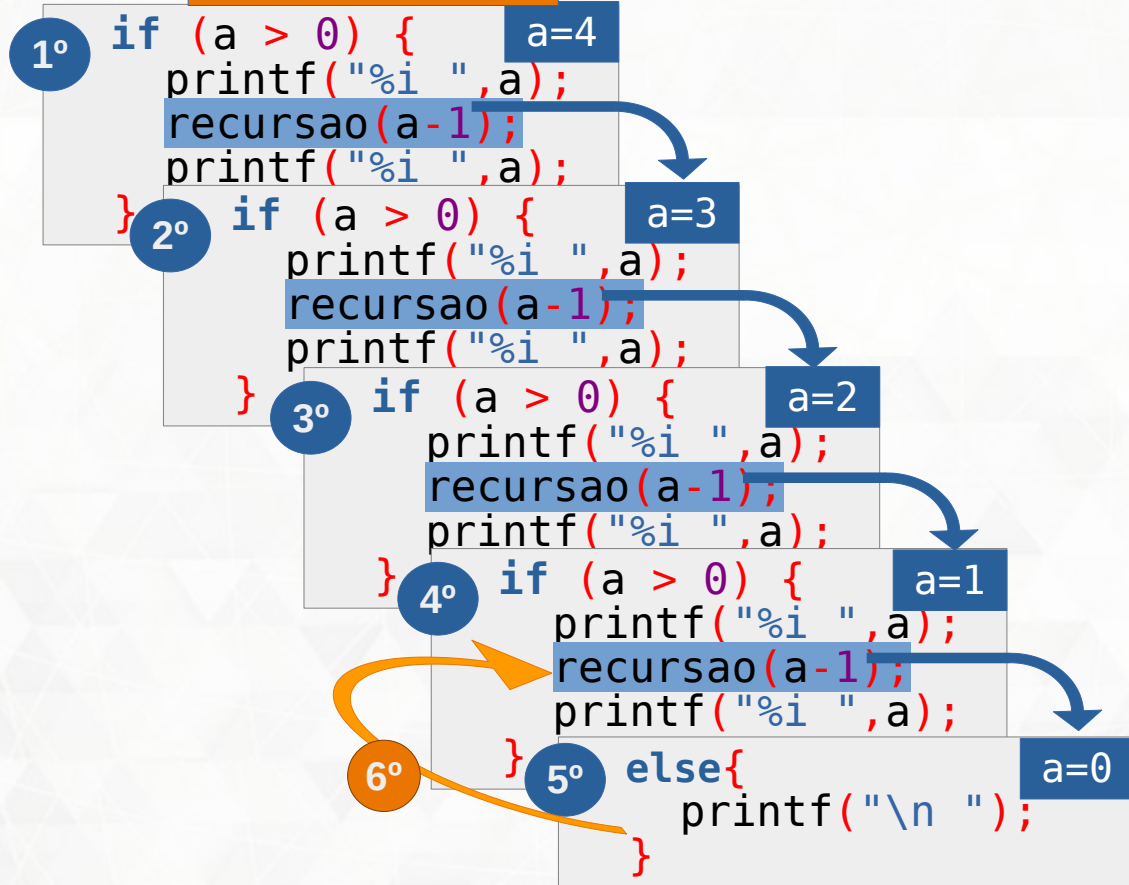 1º if (a > 0) { a=4
printf("%i ",a);
recursao(a-1);
printf("%i ",a);
}
2º if (a > 0) { a=3
printf("%i ",a);
recursao(a-1);
printf("%i ",a);
}
3º if (a > 0) { a=2
printf("%i ",a);
recursao(a-1);
printf("%i ",a);
}
4º if (a > 0) { a=1
printf("%i ",a);
recursao(a-1);
printf("%i ",a);
}
6º
5º else{ a=0
printf("\n ");
}